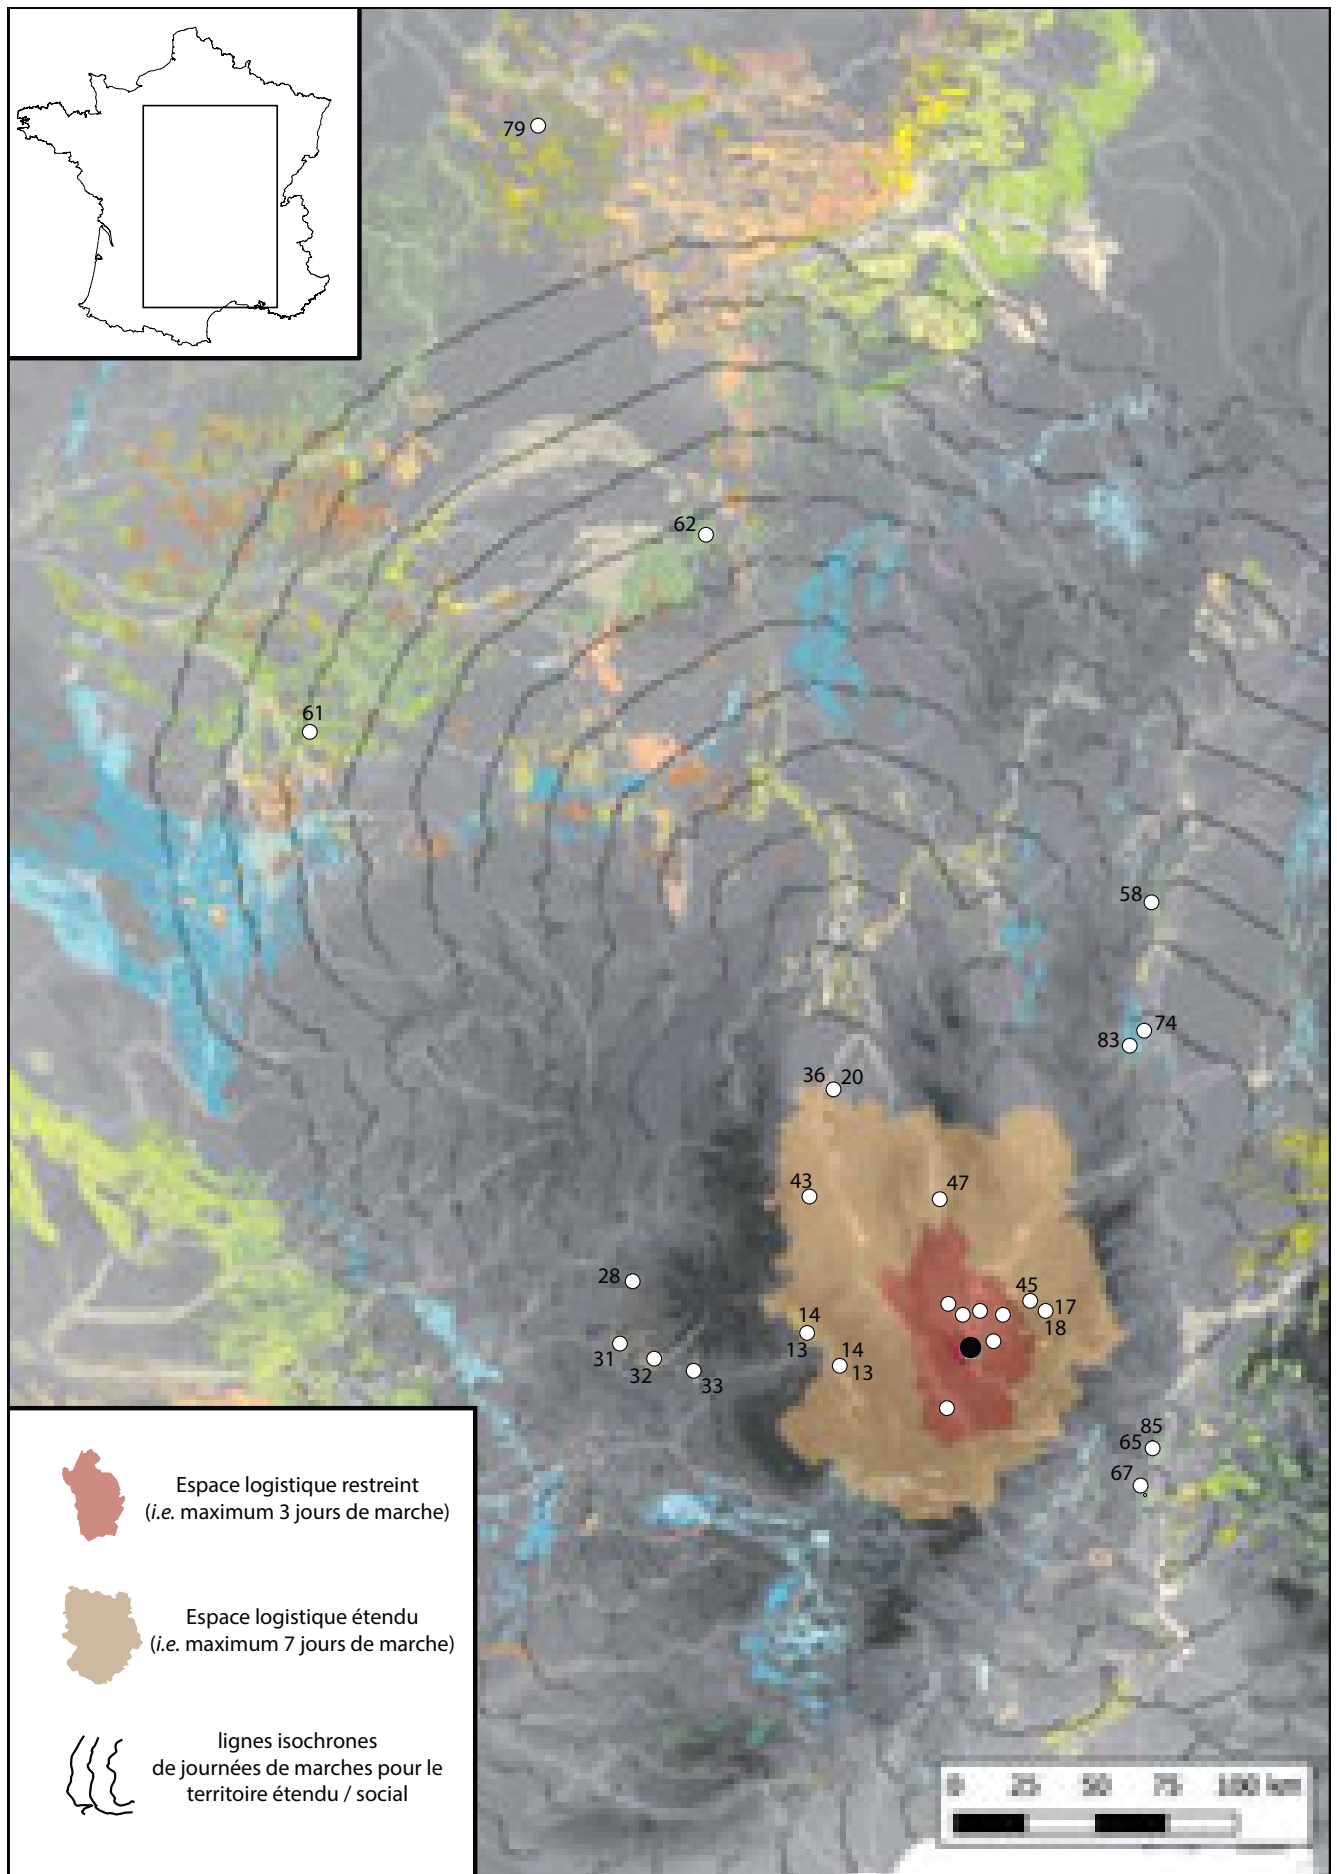 79
62
61
58
74
83
36 20
43
47
28
45
17
18
14
13
14
13
31
32
33
85
65
67
Espace logistique restreint
(i.e. maximum 3 jours de marche)
Espace logistique étendu
(i.e. maximum 7 jours de marche)
lignes isochrones
de journées de marches pour le
territoire étendu / social
0 25 50 75 100 km